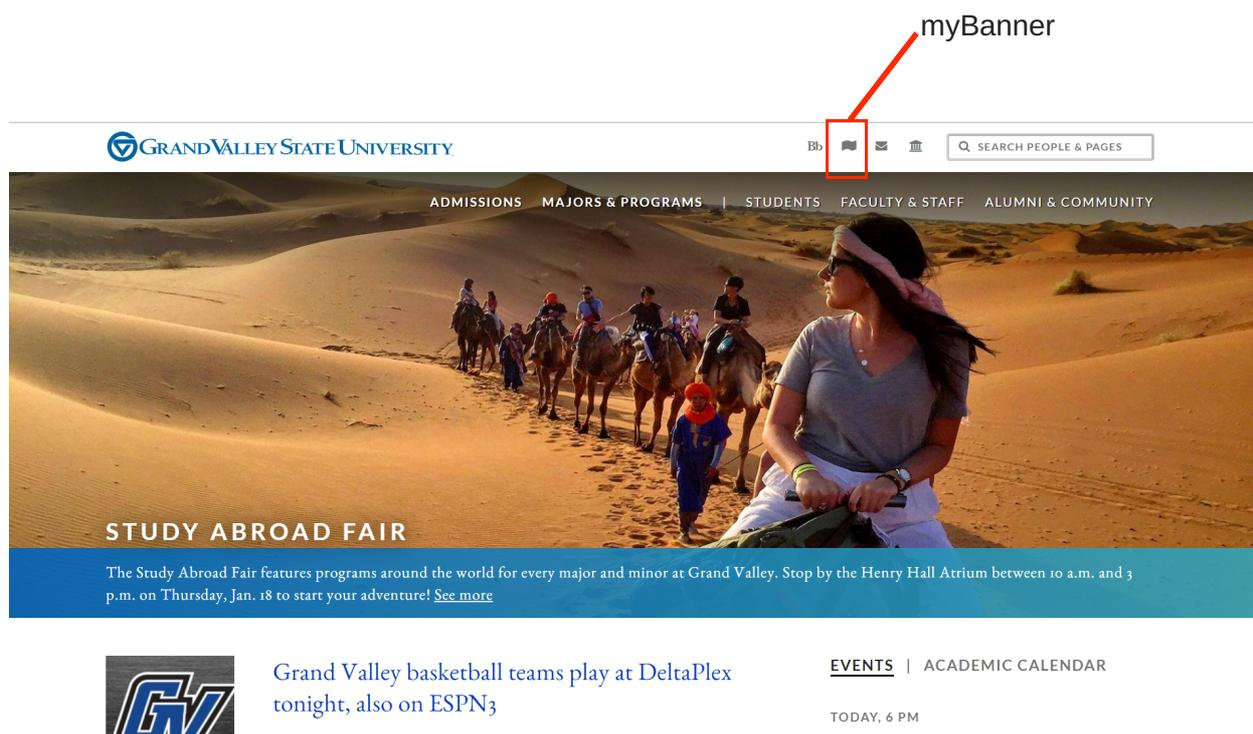 myBanner
GRAND VALLEY STATE UNIVERSITY
Bb
SEARCH PEOPLE & PAGES
ADMISSIONS MAJORS & PROGRAMS | STUDENTS FACULTY & STAFF ALUMNI & COMMUNITY
STUDY ABROAD FAIR
The Study Abroad Fair features programs around the world for every major and minor at Grand Valley. Stop by the Henry Hall Atrium between 10 a.m. and 3
p.m. on Thursday, Jan. 18 to start your adventure! See more
GV
Grand Valley basketball teams play at DeltaPlex
tonight, also on ESPN3
EVENTS | ACADEMIC CALENDAR
TODAY, 6 PM